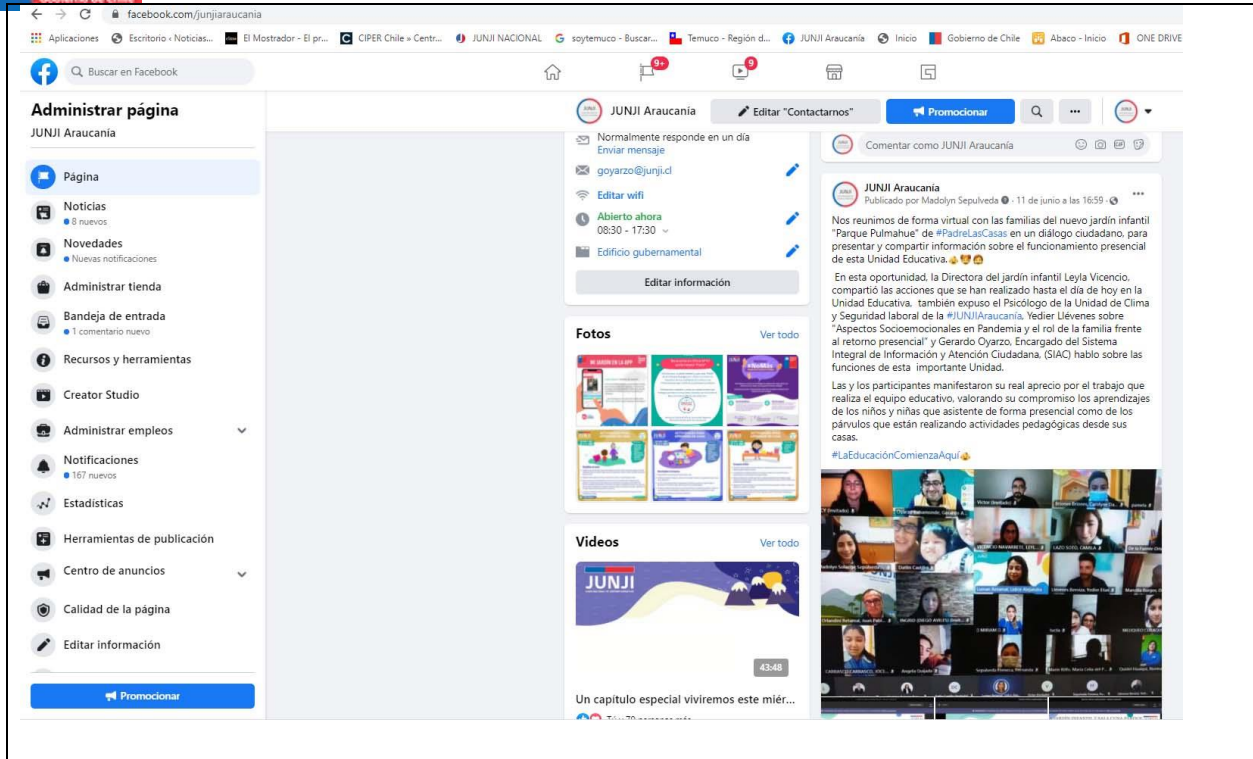 facebook.com/junjiaraucania
Aplicaciones
Escritorio ‹ Noticias...
El Mostrador - El pr...
CIPER Chile » Centr...
JUNJI NACIONAL
soytemuco - Buscar...
Temuco - Región d...
JUNJI Araucanía
Inicio
Gobierno de Chile
Abaco - Inicio
ONE DRIVE
Buscar en Facebook
9+
9
Administrar página
JUNJI Araucanía
Página
Noticias
8 nuevos
Novedades
Nuevas notificaciones
Administrar tienda
Bandeja de entrada
1 comentario nuevo
Recursos y herramientas
Creator Studio
Administrar empleos
Notificaciones
167 nuevos
Estadísticas
Herramientas de publicación
Centro de anuncios
Calidad de la página
Editar información
Promocionar
JUNJI Araucanía
Editar "Contactarnos"
Promocionar
Normalmente responde en un día
Enviar mensaje
goyarzo@junji.cl
Editar wifi
Abierto ahora
08:30 - 17:30
Edificio gubernamental
Editar información
Fotos
Ver todo
Videos
Ver todo
JUNJI
43:48
Un capítulo especial viviremos este miér...
Comentar como JUNJI Araucanía
JUNJI Araucanía
Publicado por Madolyn Sepulveda · 11 de junio a las 16:59 ·
Nos reunimos de forma virtual con las familias del nuevo jardín infantil
"Parque Pulmahue" de #PadreLasCasas en un diálogo ciudadano, para
presentar y compartir información sobre el funcionamiento presencial
de esta Unidad Educativa.
En esta oportunidad, la Directora del jardín infantil Leyla Vicencio,
compartió las acciones que se han realizado hasta el día de hoy en la
Unidad Educativa, también expuso el Psicólogo de la Unidad de Clima
y Seguridad laboral de la #JUNJIAraucanía, Yedier Llévenes sobre
"Aspectos Socioemocionales en Pandemia y el rol de la familia frente
al retorno presencial" y Gerardo Oyarzo, Encargado del Sistema
Integral de Información y Atención Ciudadana, (SIAC) hablo sobre las
funciones de esta importante Unidad.
Las y los participantes manifestaron su real aprecio por el trabajo que
realiza el equipo educativo, valorando su compromiso los aprendizajes
de los niños y niñas que asistente de forma presencial como de los
párvulos que están realizando actividades pedagógicas desde sus
casas.
#LaEducaciónComienzaAquí